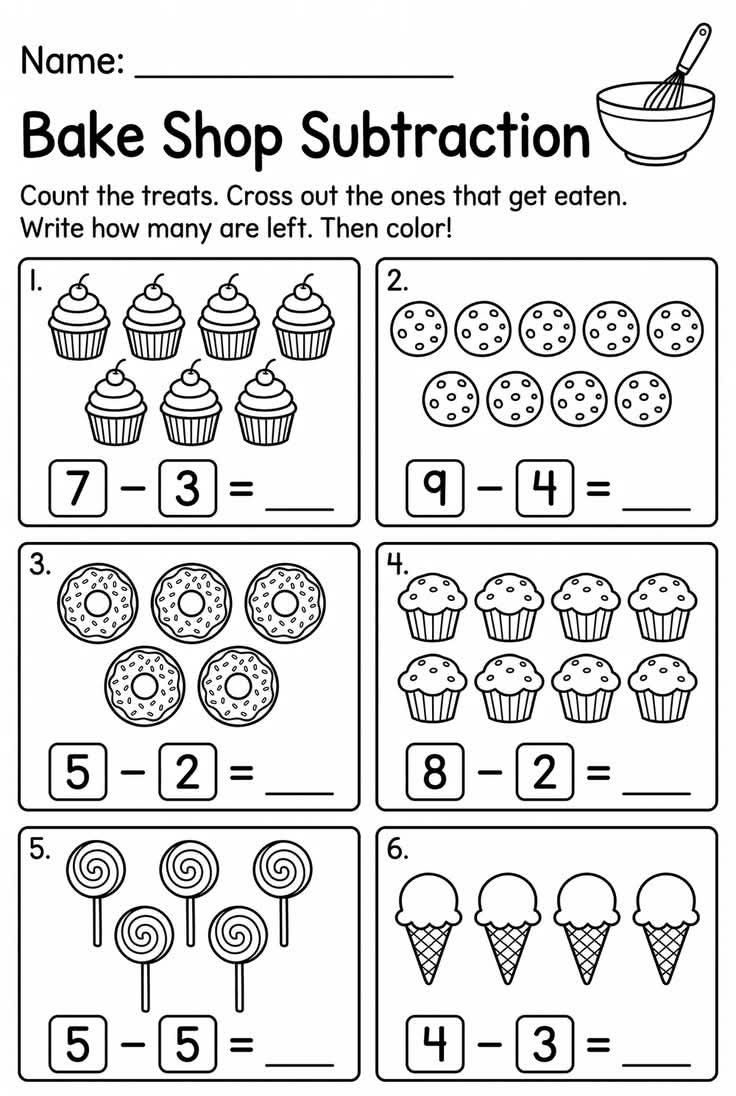 Name: ____________________
Bake Shop Subtraction
Count the treats. Cross out the ones that get eaten.
Write how many are left. Then color!
1.
7 – 3 = ____
2.
9 – 4 = ____
3.
5 – 2 = ____
4.
8 – 2 = ____
5.
5 – 5 = ____
6.
4 – 3 = ____